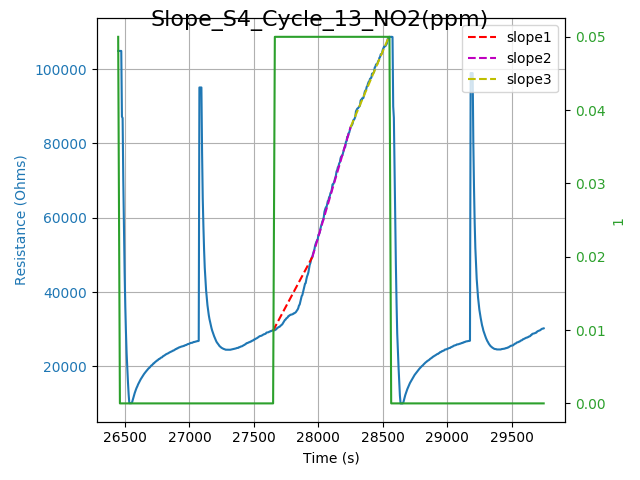 Slope_S4_Cycle_13_NO2(ppm)
slope1
slope2
slope3
100000
80000
60000
40000
20000
Resistance (Ohms)
0.05
0.04
0.03
0.02
0.01
0.00
1
26500 27000 27500 28000 28500 29000 29500
Time (s)